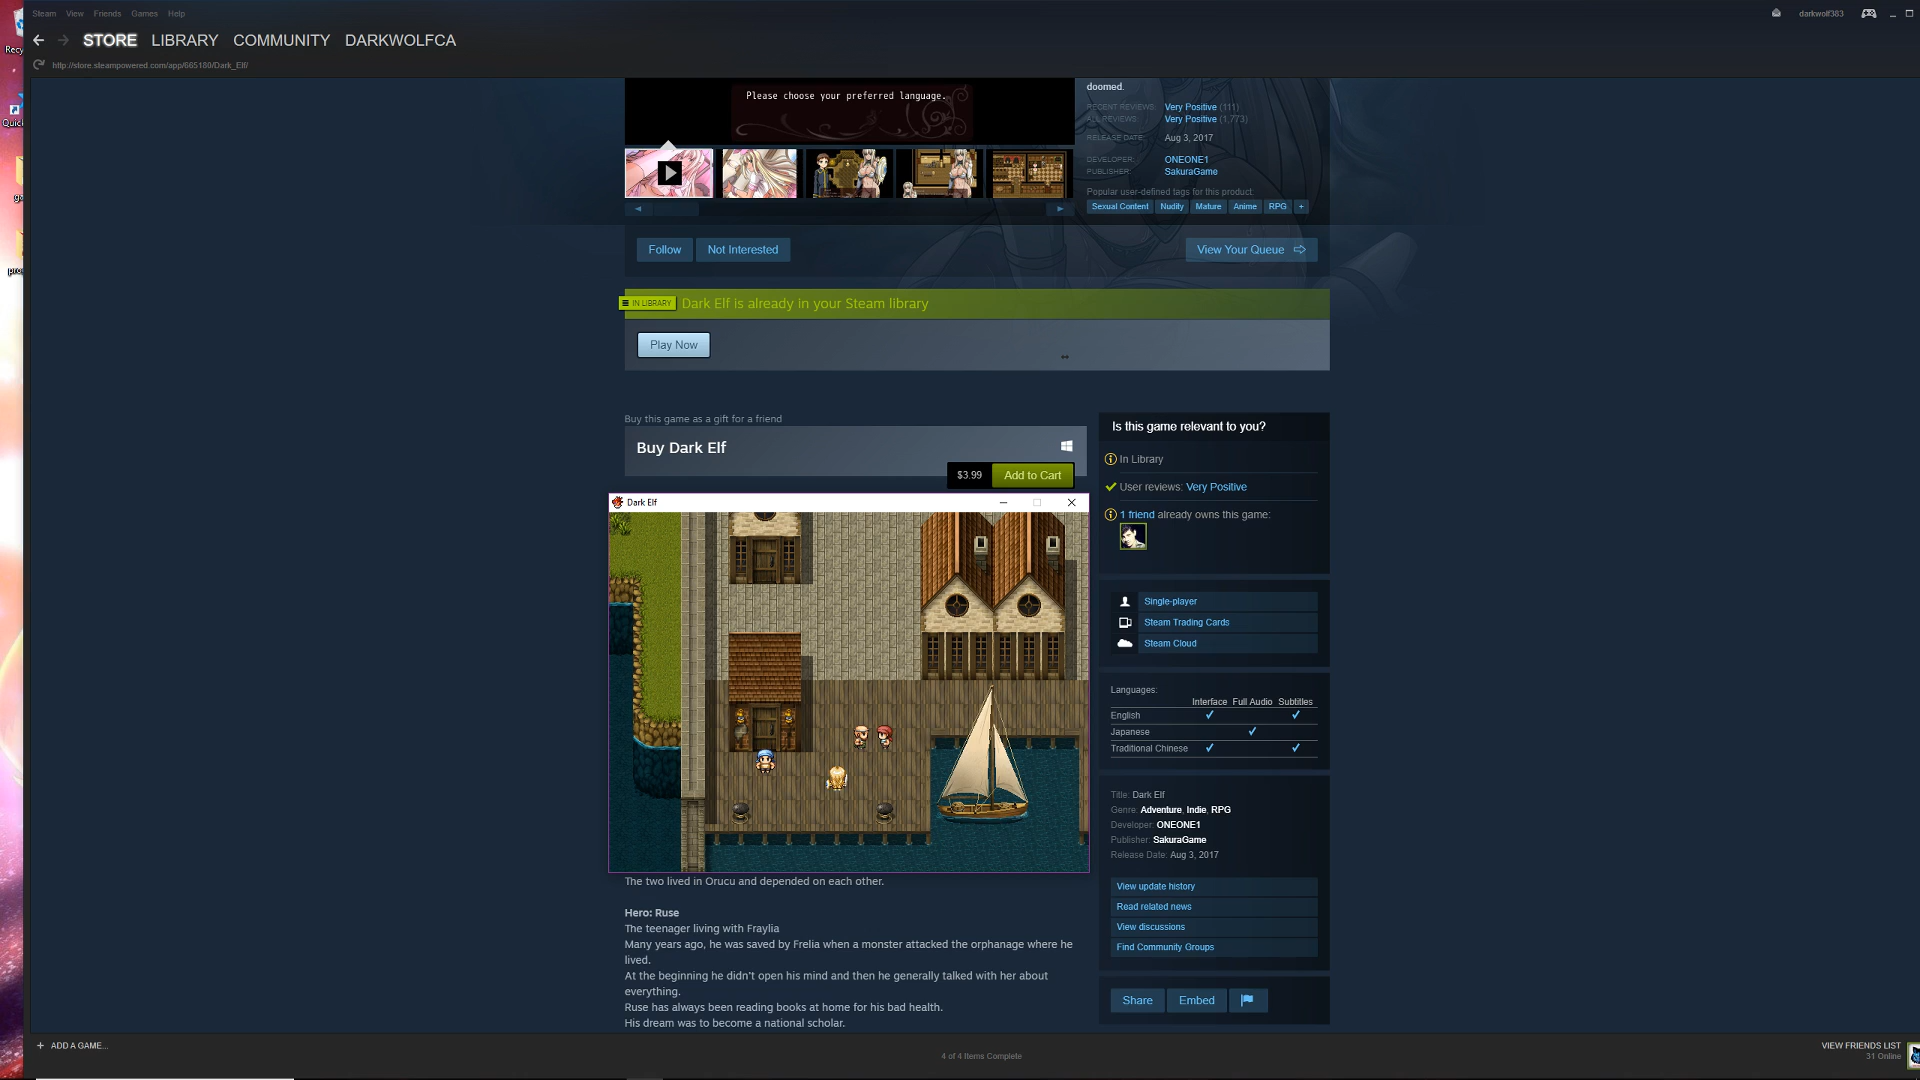 Steam View Friends Games Help
darkwolf383
STORE LIBRARY COMMUNITY DARKWOLFCA
http://store.steampowered.com/app/665180/Dark_Elf/
Please choose your preferred language.
doomed.
RECENT REVIEWS: Very Positive (111)
ALL REVIEWS: Very Positive (1,773)
RELEASE DATE: Aug 3, 2017
DEVELOPER: ONEONE1
PUBLISHER: SakuraGame
Popular user-defined tags for this product:
Sexual Content Nudity Mature Anime RPG +
Follow Not Interested
View Your Queue
IN LIBRARY Dark Elf is already in your Steam library
Play Now
Buy this game as a gift for a friend
Buy Dark Elf
$3.99 Add to Cart
Dark Elf
The two lived in Orucu and depended on each other.
Hero: Ruse
The teenager living with Fraylia
Many years ago, he was saved by Frelia when a monster attacked the orphanage where he
lived.
At the beginning he didn't open his mind and then he generally talked with her about
everything.
Ruse has always been reading books at home for his bad health.
His dream was to become a national scholar.
Is this game relevant to you?
In Library
User reviews: Very Positive
1 friend already owns this game:
Single-player
Steam Trading Cards
Steam Cloud
Languages:
Interface Full Audio Subtitles
English
Japanese
Traditional Chinese
Title: Dark Elf
Genre: Adventure, Indie, RPG
Developer: ONEONE1
Publisher: SakuraGame
Release Date: Aug 3, 2017
View update history
Read related news
View discussions
Find Community Groups
Share Embed
+ ADD A GAME...
4 of 4 Items Complete
VIEW FRIENDS LIST
31 Online